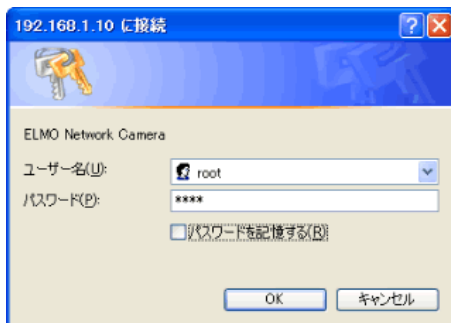 192.168.1.10 に接続
ELMO Network Camera
ユーザー名(U):
root
パスワード(P):
****
パスワードを記憶する(R)
OK
キャンセル